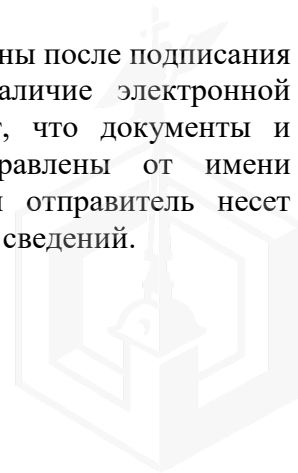 ны после подписания
аличие электронной
т, что документы и
равлены от имени
и отправитель несет
сведений.